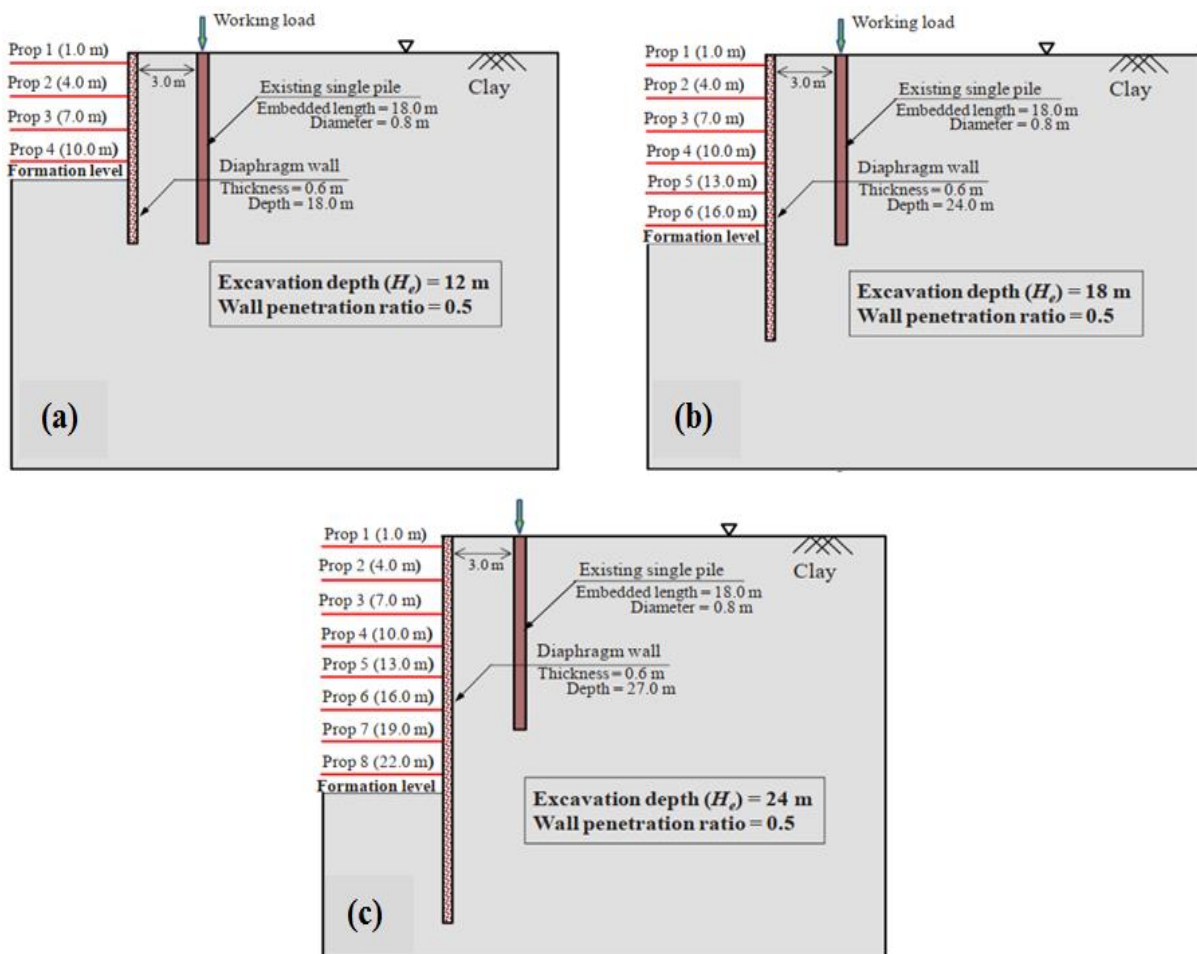 Working load
Prop 1 (1.0 m)
Prop 2 (4.0 m)
Prop 3 (7.0 m)
Prop 4 (10.0 m)
Formation level
3.0 m
Clay
Existing single pile
Embedded length = 18.0 m
Diameter = 0.8 m
Diaphragm wall
Thickness = 0.6 m
Depth = 18.0 m
Excavation depth (He) = 12 m
Wall penetration ratio = 0.5
(a)
Working load
Prop 1 (1.0 m)
Prop 2 (4.0 m)
Prop 3 (7.0 m)
Prop 4 (10.0 m)
Prop 5 (13.0 m)
Prop 6 (16.0 m)
Formation level
3.0 m
Clay
Existing single pile
Embedded length = 18.0 m
Diameter = 0.8 m
Diaphragm wall
Thickness = 0.6 m
Depth = 24.0 m
Excavation depth (He) = 18 m
Wall penetration ratio = 0.5
(b)
Prop 1 (1.0 m)
Prop 2 (4.0 m)
Prop 3 (7.0 m)
Prop 4 (10.0 m)
Prop 5 (13.0 m)
Prop 6 (16.0 m)
Prop 7 (19.0 m)
Prop 8 (22.0 m)
Formation level
3.0 m
Clay
Existing single pile
Embedded length = 18.0 m
Diameter = 0.8 m
Diaphragm wall
Thickness = 0.6 m
Depth = 27.0 m
Excavation depth (He) = 24 m
Wall penetration ratio = 0.5
(c)